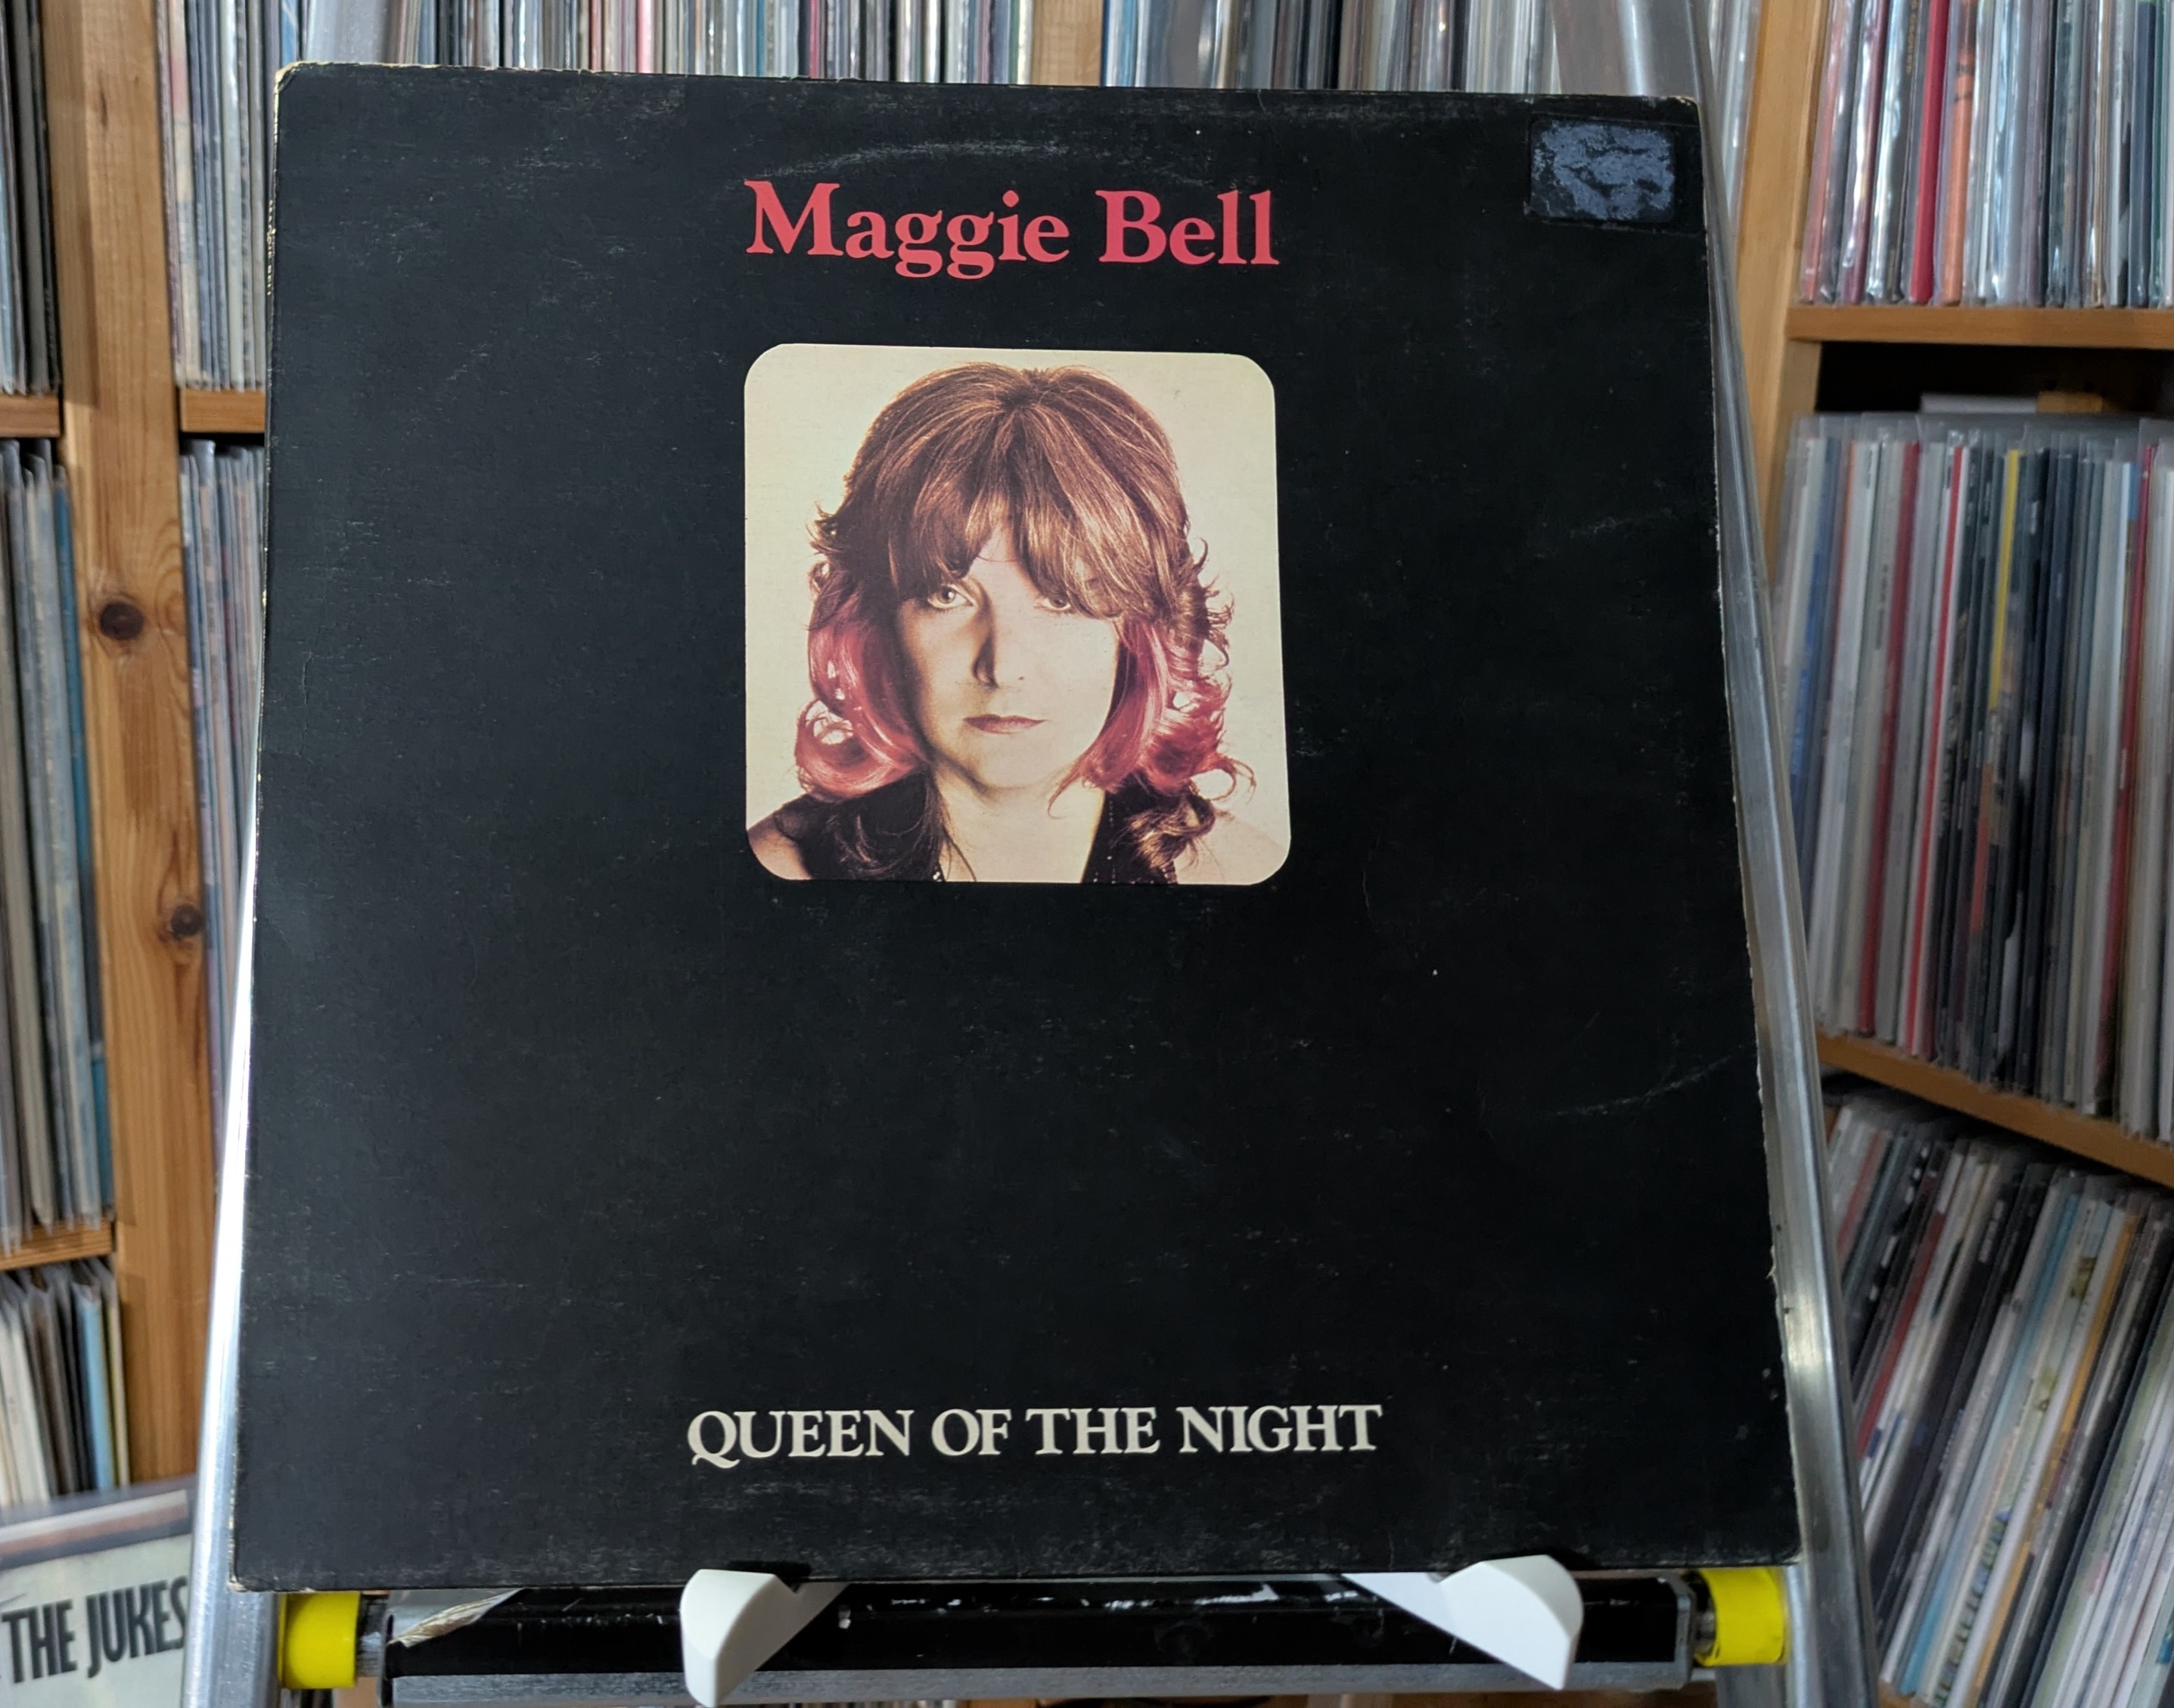 Maggie Bell
QUEEN OF THE NIGHT
THE JUKES